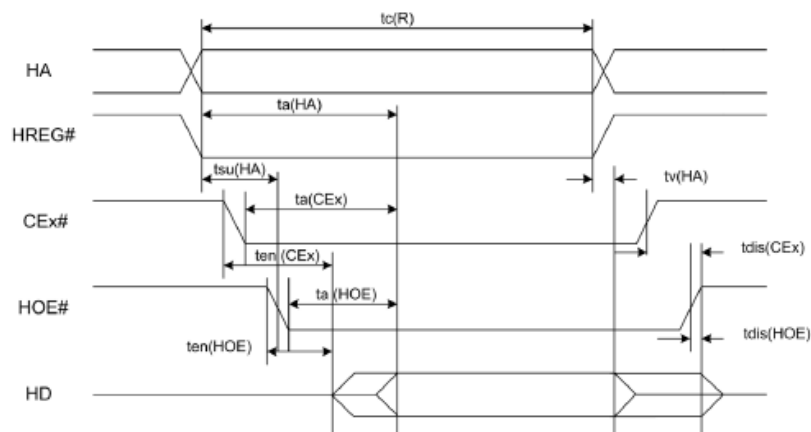 tc(R)
HA
ta(HA)
HREG#
tsu(HA)
tv(HA)
CEx#
ta(CEx)
ten (CEx)
tdis(CEx)
HOE#
ta (HOE)
ten(HOE)
tdis(HOE)
HD